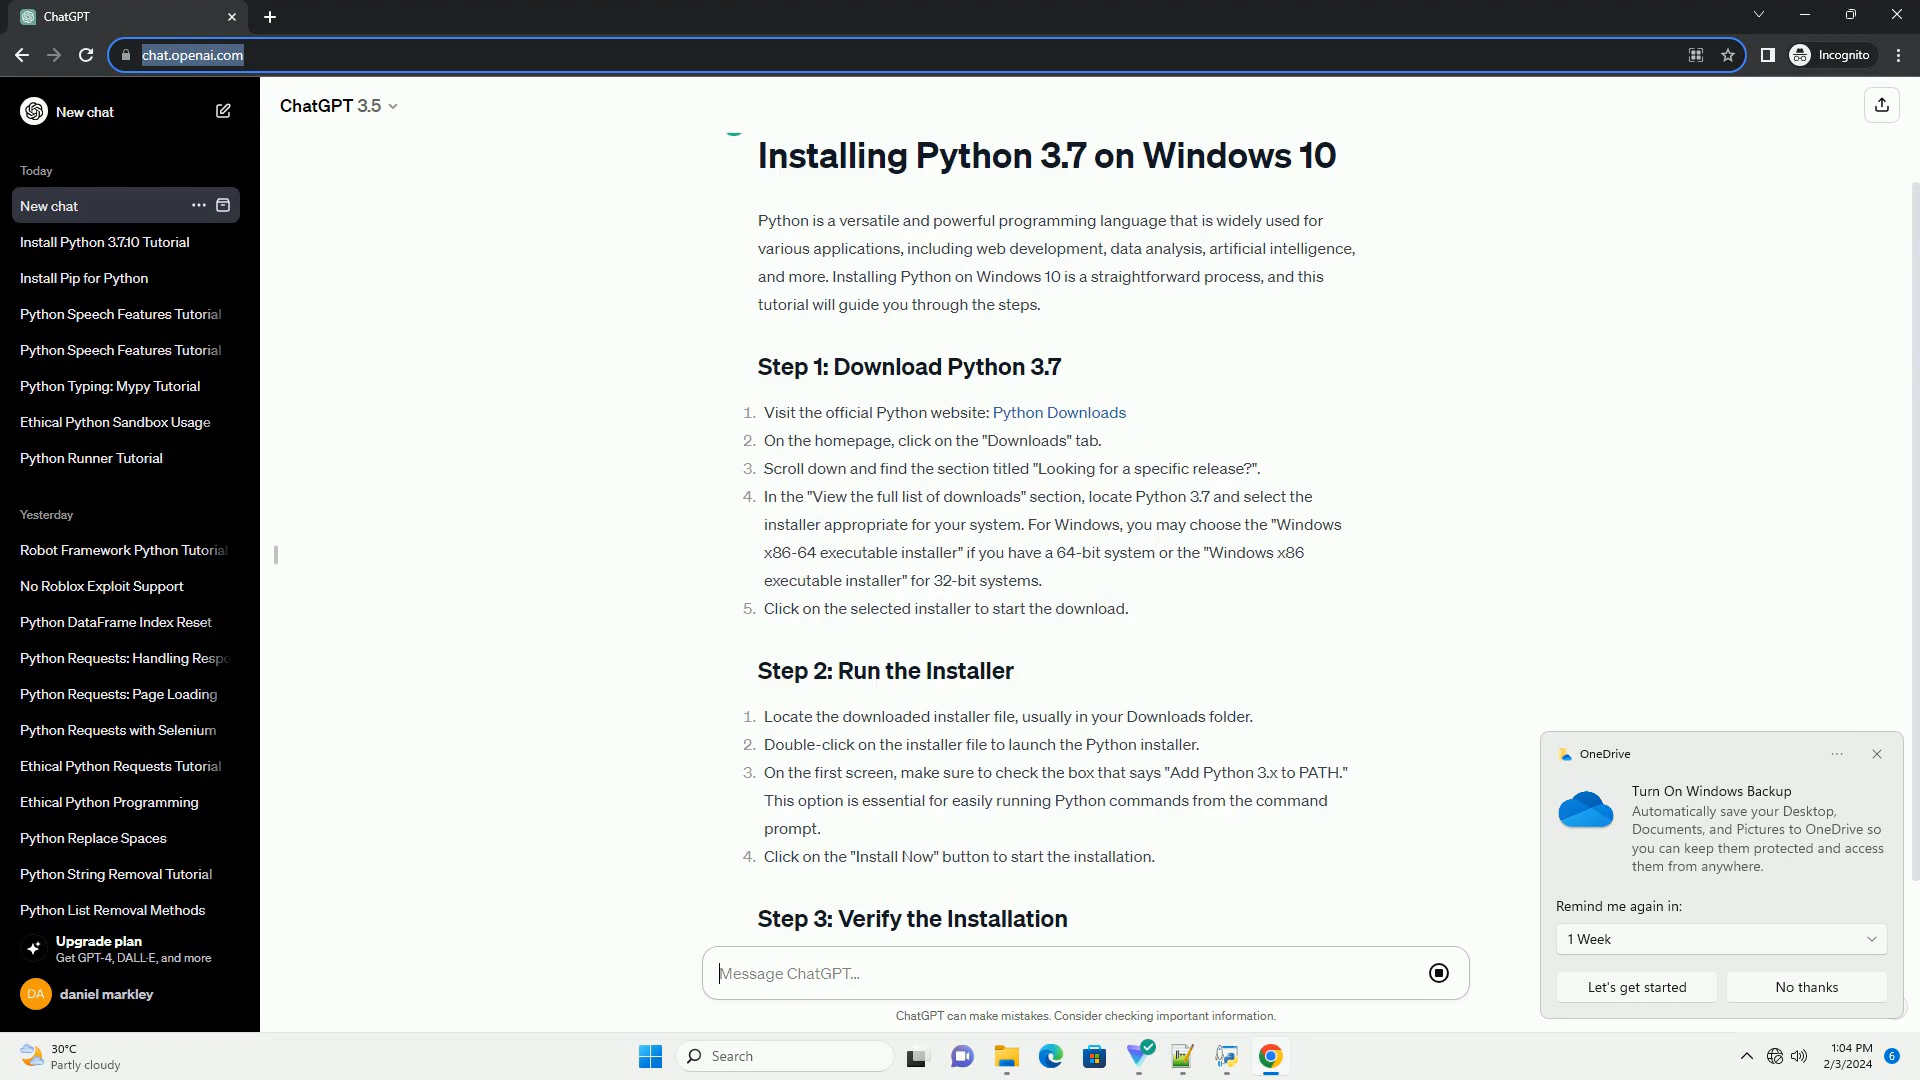 ChatGPT
chat.openai.com
Incognito
New chat
ChatGPT 3.5
Today
New chat
Install Python 3.7.10 Tutorial
Install Pip for Python
Python Speech Features Tutorial
Python Speech Features Tutorial
Python Typing: Mypy Tutorial
Ethical Python Sandbox Usage
Python Runner Tutorial
Yesterday
Robot Framework Python Tutorial
No Roblox Exploit Support
Python DataFrame Index Reset
Python Requests: Handling Respo
Python Requests: Page Loading
Python Requests with Selenium
Ethical Python Requests Tutorial
Ethical Python Programming
Python Replace Spaces
Python String Removal Tutorial
Python List Removal Methods
Upgrade plan
Get GPT-4, DALL·E, and more
DA daniel markley
Installing Python 3.7 on Windows 10
Python is a versatile and powerful programming language that is widely used for
various applications, including web development, data analysis, artificial intelligence,
and more. Installing Python on Windows 10 is a straightforward process, and this
tutorial will guide you through the steps.
Step 1: Download Python 3.7
1. Visit the official Python website: Python Downloads
2. On the homepage, click on the "Downloads" tab.
3. Scroll down and find the section titled "Looking for a specific release?".
4. In the "View the full list of downloads" section, locate Python 3.7 and select the
installer appropriate for your system. For Windows, you may choose the "Windows
x86-64 executable installer" if you have a 64-bit system or the "Windows x86
executable installer" for 32-bit systems.
5. Click on the selected installer to start the download.
Step 2: Run the Installer
1. Locate the downloaded installer file, usually in your Downloads folder.
2. Double-click on the installer file to launch the Python installer.
3. On the first screen, make sure to check the box that says "Add Python 3.x to PATH."
This option is essential for easily running Python commands from the command
prompt.
4. Click on the "Install Now" button to start the installation.
Step 3: Verify the Installation
Message ChatGPT...
ChatGPT can make mistakes. Consider checking important information.
OneDrive
Turn On Windows Backup
Automatically save your Desktop,
Documents, and Pictures to OneDrive so
you can keep them protected and access
them from anywhere.
Remind me again in:
1 Week
Let's get started
No thanks
30°C
Partly cloudy
Search
1:04 PM
2/3/2024
6